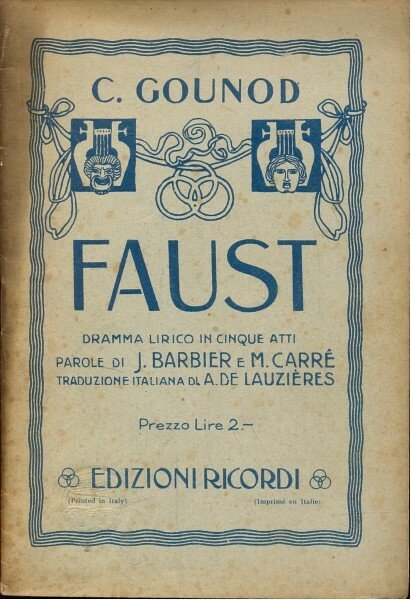 C. GOUNOD
FAUST
DRAMMA LIRICO IN CINQUE ATTI
PAROLE DI J. BARBIER E M. CARRÉ
TRADUZIONE ITALIANA DI A. DE LAUZIÈRES
Prezzo Lire 2.-
EDIZIONI RICORDI
(Printed in Italy) (Imprimé en Italie)